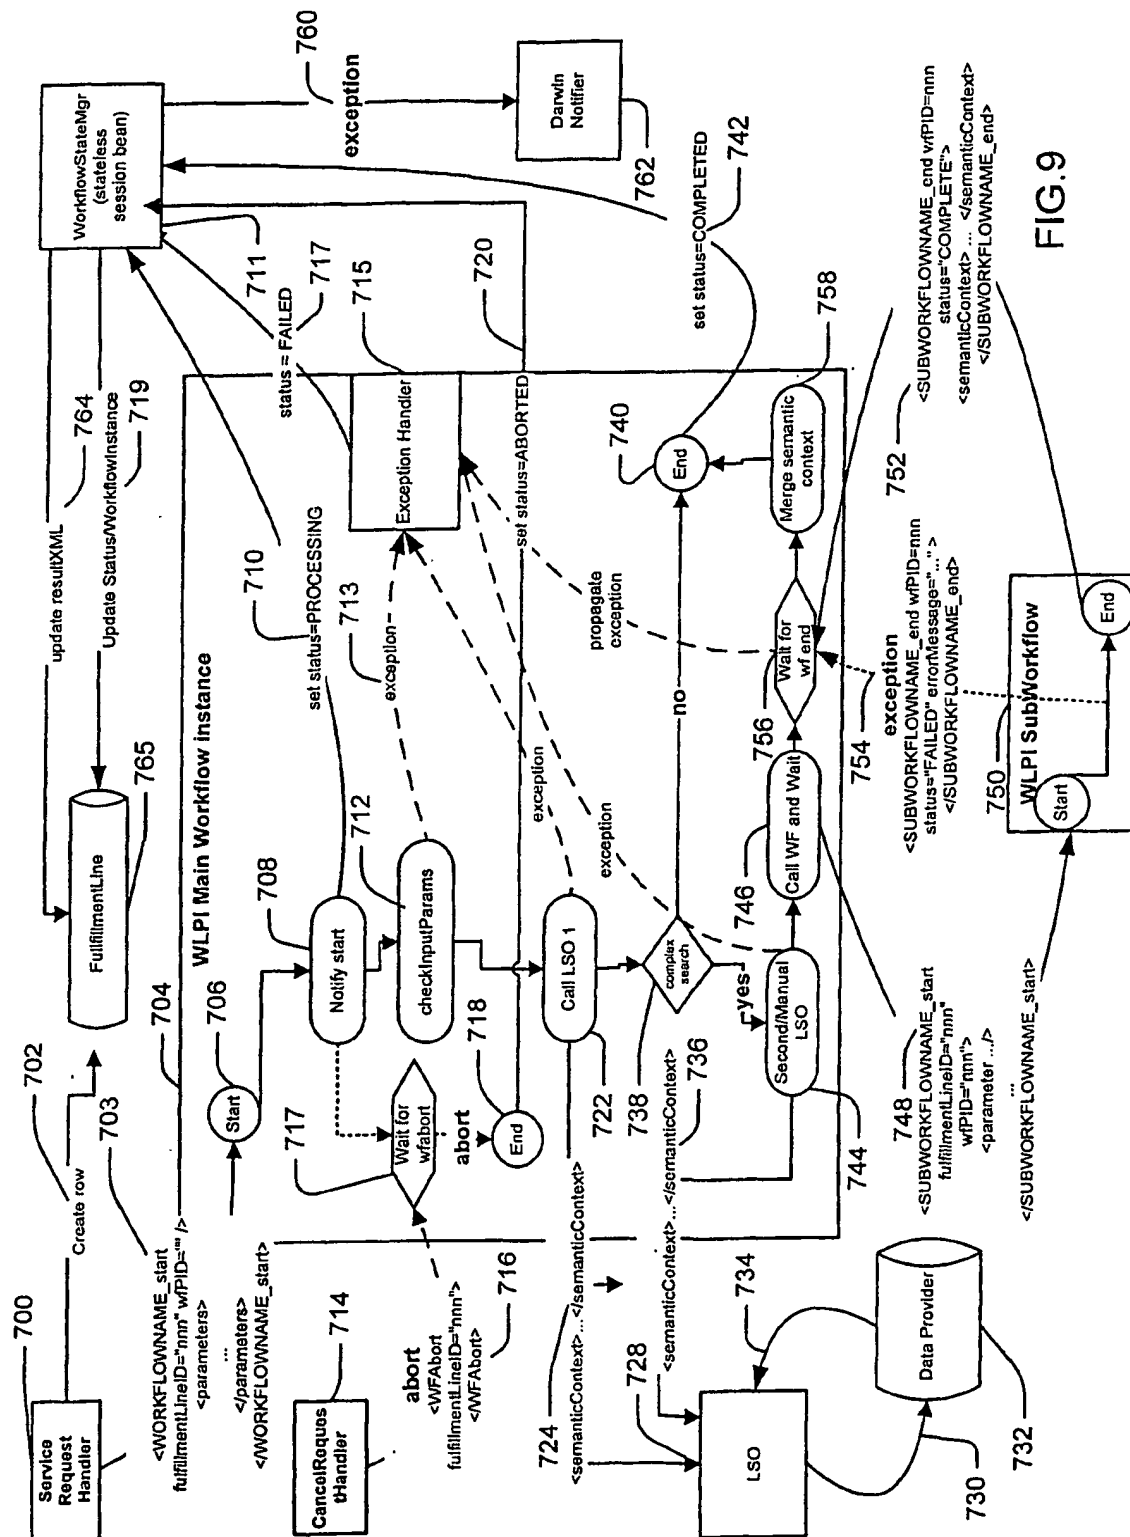 700
Service
Request
Handler
702
Create row
703
<WORKFLOWNAME_start
fulfillmentLineID="nnn" wfPID="" />
<parameters>
...
</parameters>
</WORKFLOWNAME_start>
704
FullfillmentLine
765
update resultXML
764
Update Status/WorkflowInstance
719
WorkflowStateMgr
(stateless
session bean)
711
760
exception
Darwin
Notifier
762
WLPI Main Workflow instance
706
Start
708
Notify start
710
set status=PROCESSING
712
checkInputParams
713
exception
status = FAILED
717
715
Exception Handler
720
set status=ABORTED
714
CancelReques
tHandler
abort
<WFAbort
fulfillmentLineID="nnn">
</WFAbort>
716
717
Wait for
wfabort
abort
718
End
Call LSO 1
722
exception
724
<semanticContext>... </semanticContext>
728
<semanticContext>...</semanticContext>
736
738
complex
search
no
yes
exception
740
End
set status=COMPLETED
742
Second/Manual
LSO
744
746
Call WF and Wait
756
Wait for
wf end
propagate
exception
Merge semantic
context
758
LSO
734
730
Data Provider
732
748
<SUBWORKFLOWNAME_start
fulfillmentLineID="nnn"
wfPID="nnn">
<parameter .../>
...
</SUBWORKFLOWNAME_start>
754
exception
<SUBWORKFLOWNAME_end wfPID=nnn
status="FAILED" errorMessage="..." >
</SUBWORKFLOWNAME_end>
752
<SUBWORKFLOWNAME_end wfPID=nnn
status="COMPLETE">
<semanticContext> ... </semanticContext>
</SUBWORKFLOWNAME_end>
750
WLPI SubWorkflow
Start
End
FIG.9